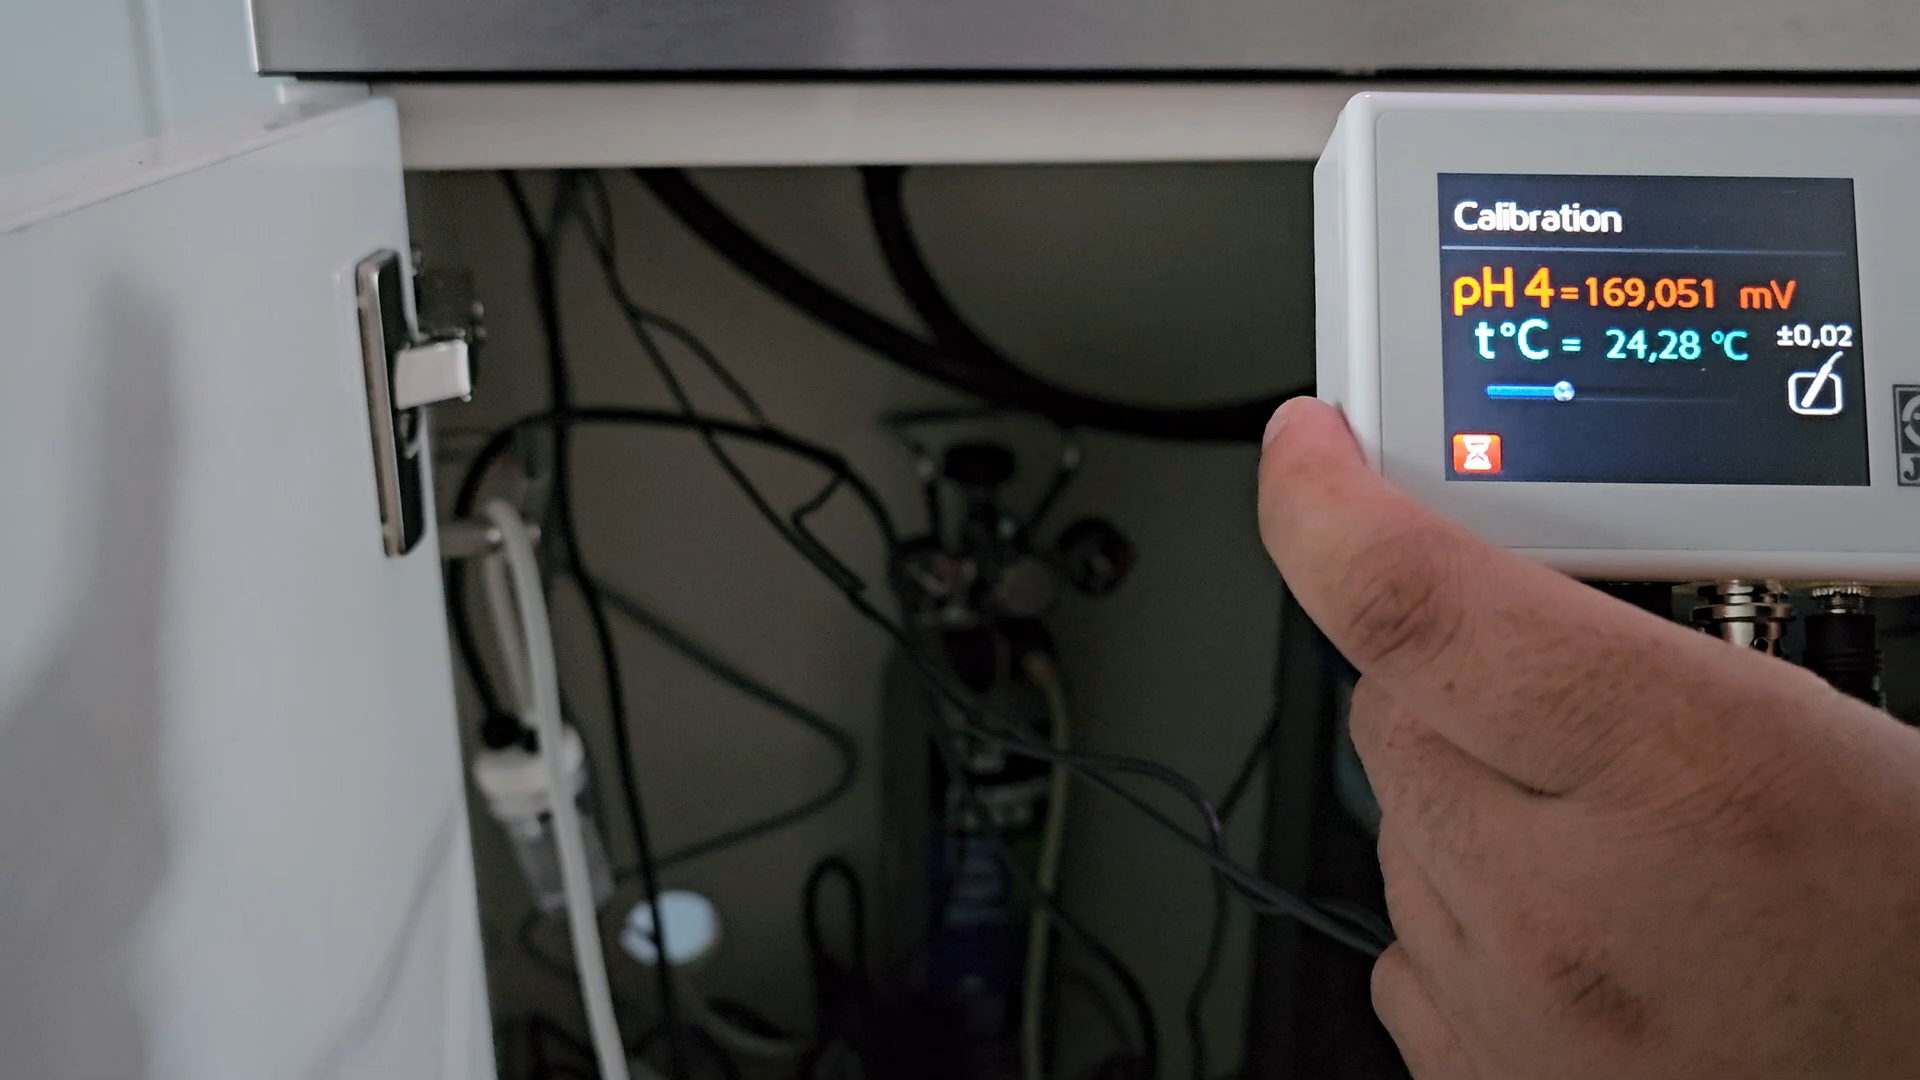 Calibration
pH 4 = 169,051 mV
t°C = 24,28 °C
±0,02